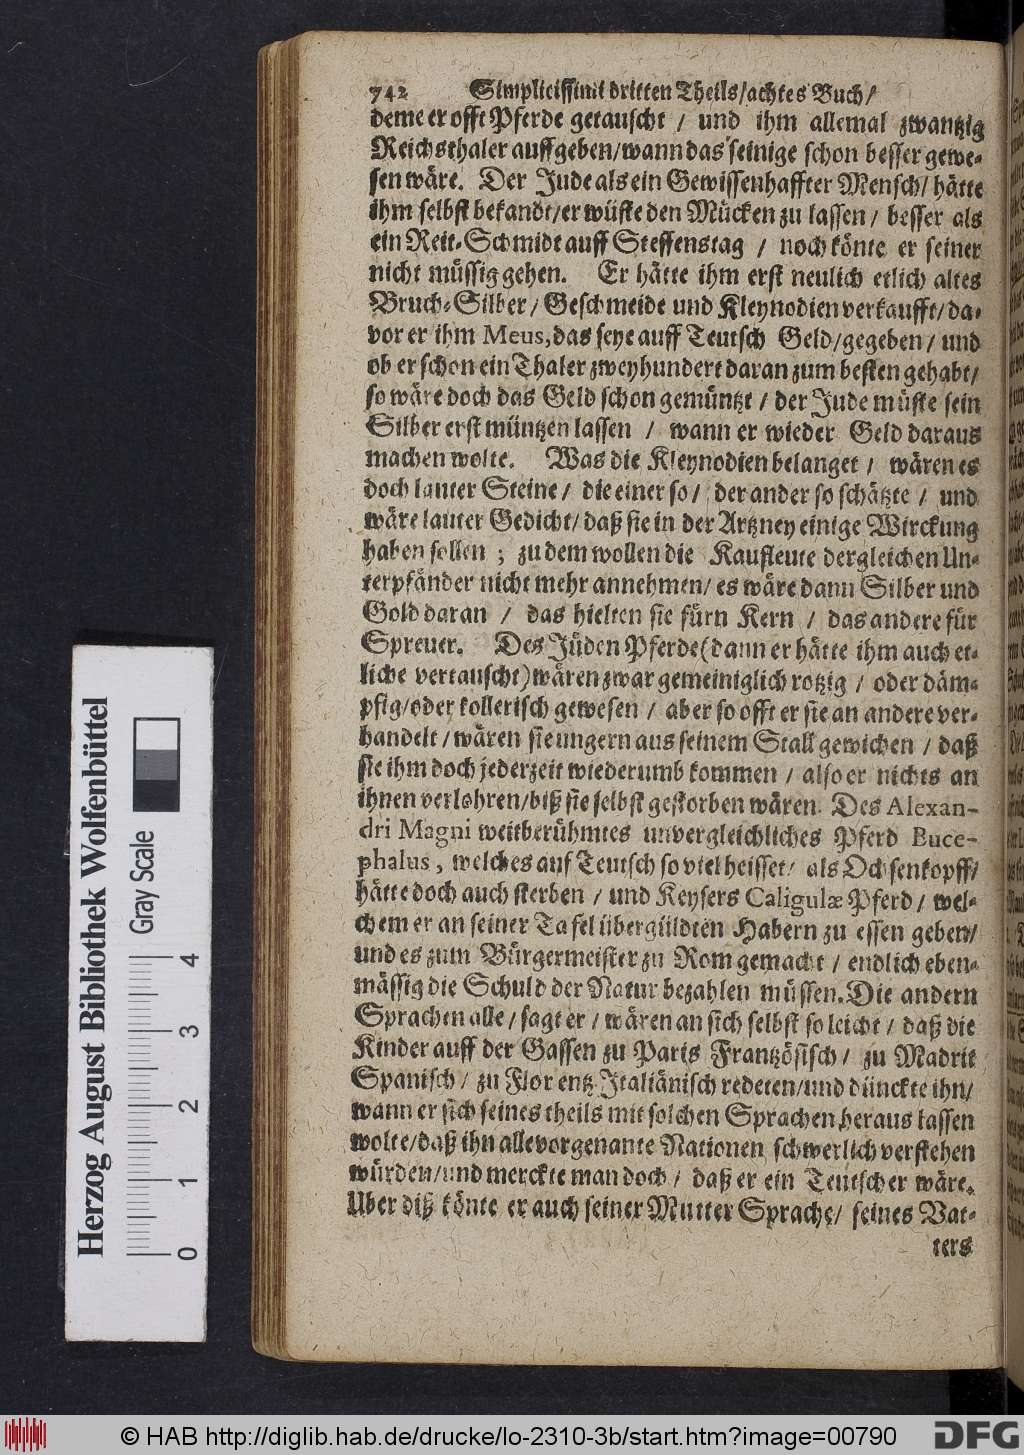 742 Simplicissimi dritten Theils/achtes Buch/
deme er offt Pferde getauscht / und ihm allemal zwantzig
Reichsthaler auffgeben/wann das seinige schon besser gewe-
sen wäre. Der Jude als ein Gewissenhaffter Mensch/ hätte
ihm selbst bekandt/er wüste den Mücken zu lassen / besser als
ein Reit-Schmidt auff Steffenstag / noch könte er seiner
nicht müssig gehen. Er hätte ihm erst neulich etlich altes
Bruch-Silber/ Geschmeide und Kleynodien verkaufft/da-
vor er ihm Meus, das seye auff Teutsch Geld/gegeben / und
ob er schon ein Thaler zweyhundert daran zum besten gehabt/
so wäre doch das Geld schon gemüntzt / der Jude müste sein
Silber erst müntzen lassen / wann er wieder Geld daraus
machen wolte. Was die Kleynodien belanget / wären es
doch lauter Steine / die einer so / der ander so schätzte / und
wäre lauter Gedicht/ daß sie in der Artzney einige Wirckung
haben sollen ; zu dem wollen die Kaufleute dergleichen Un-
terpfänder nicht mehr annehmen/ es wäre dann Silber und
Gold daran / das hielten sie fürn Kern / das andere für
Spreuer. Des Jüden Pferde (dann er hätte ihm auch et-
liche vertauscht) wären zwar gemeiniglich rotzig / oder däm-
pfig/oder kollerisch gewesen / aber so offt er sie an andere ver-
handelt / wären sie ungern aus seinem Stall gewichen / daß
sie ihm doch jederzeit wiederumb kommen / also er nichts an
ihnen verlohren/biß sie selbst gestorben wären. Des Alexan-
dri Magni weitberühmtes unvergleichliches Pferd Buce-
phalus, welches auf Teutsch so viel heisset/ als Ochsenkopff/
hätte doch auch sterben / und Keysers Caligulæ Pferd / wel-
chem er an seiner Tafel übergüldten Habern zu essen geben/
und es zum Bürgermeister zu Rom gemacht / endlich eben-
mässig die Schuld der Natur bezahlen müssen. Die andern
Sprachen alle / sagt er / wären an sich selbst so leicht / daß die
Kinder auff der Gassen zu Paris Frantzösisch / zu Madrit
Spanisch / zu Florentz Italiänisch redeten/und dünckte ihn/
wann er sich seines theils mit solchen Sprachen heraus lassen
wolte/daß ihn alle vorgenante Nationen schwerlich verstehen
würden/und merckte man doch / daß er ein Teutscher wäre.
Uber diß könte er auch seiner Mutter Sprache/ seines Vat-
ters
Herzog August Bibliothek Wolfenbüttel
Gray Scale
0 1 2 3 4
© HAB http://diglib.hab.de/drucke/lo-2310-3b/start.htm?image=00790
DFG